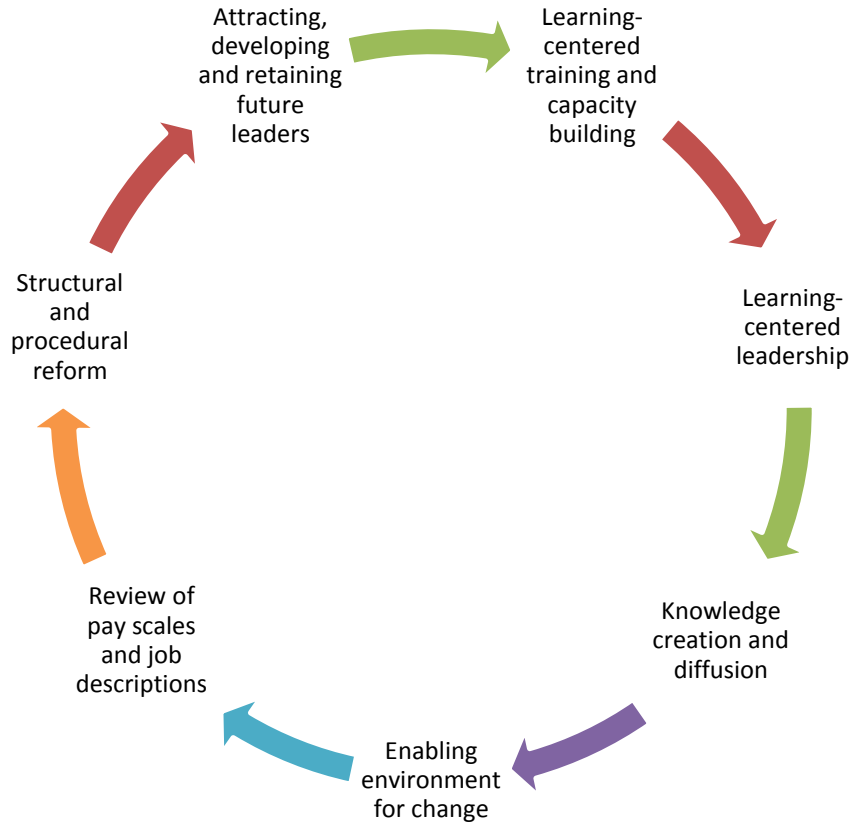 Attracting,
developing
and retaining
future
leaders
Learning-
centered
training and
capacity
building
Learning-
centered
leadership
Knowledge
creation and
diffusion
Enabling
environment
for change
Review of
pay scales
and job
descriptions
Structural
and
procedural
reform